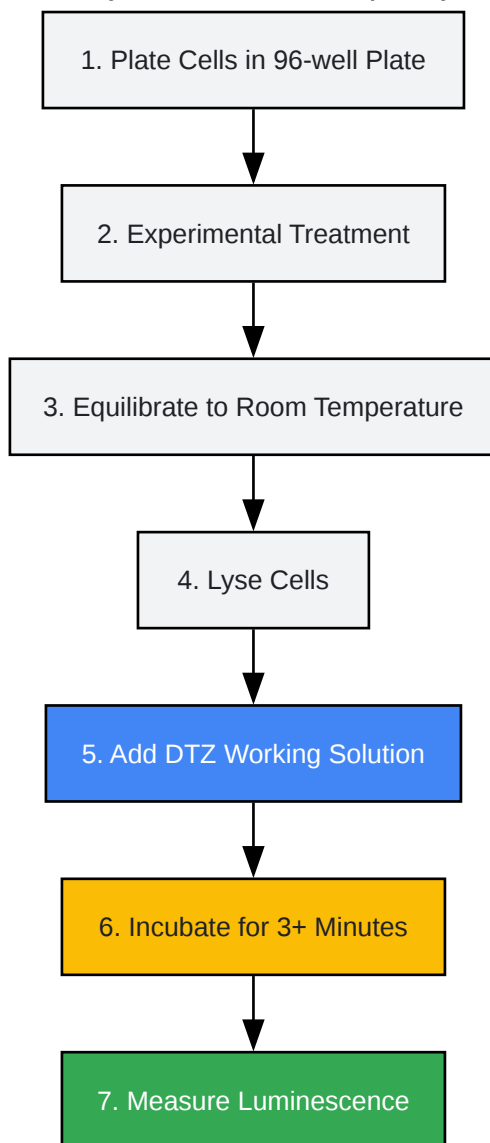 1. Plate Cells in 96-well Plate
2. Experimental Treatment
3. Equilibrate to Room Temperature
4. Lyse Cells
5. Add DTZ Working Solution
6. Incubate for 3+ Minutes
7. Measure Luminescence